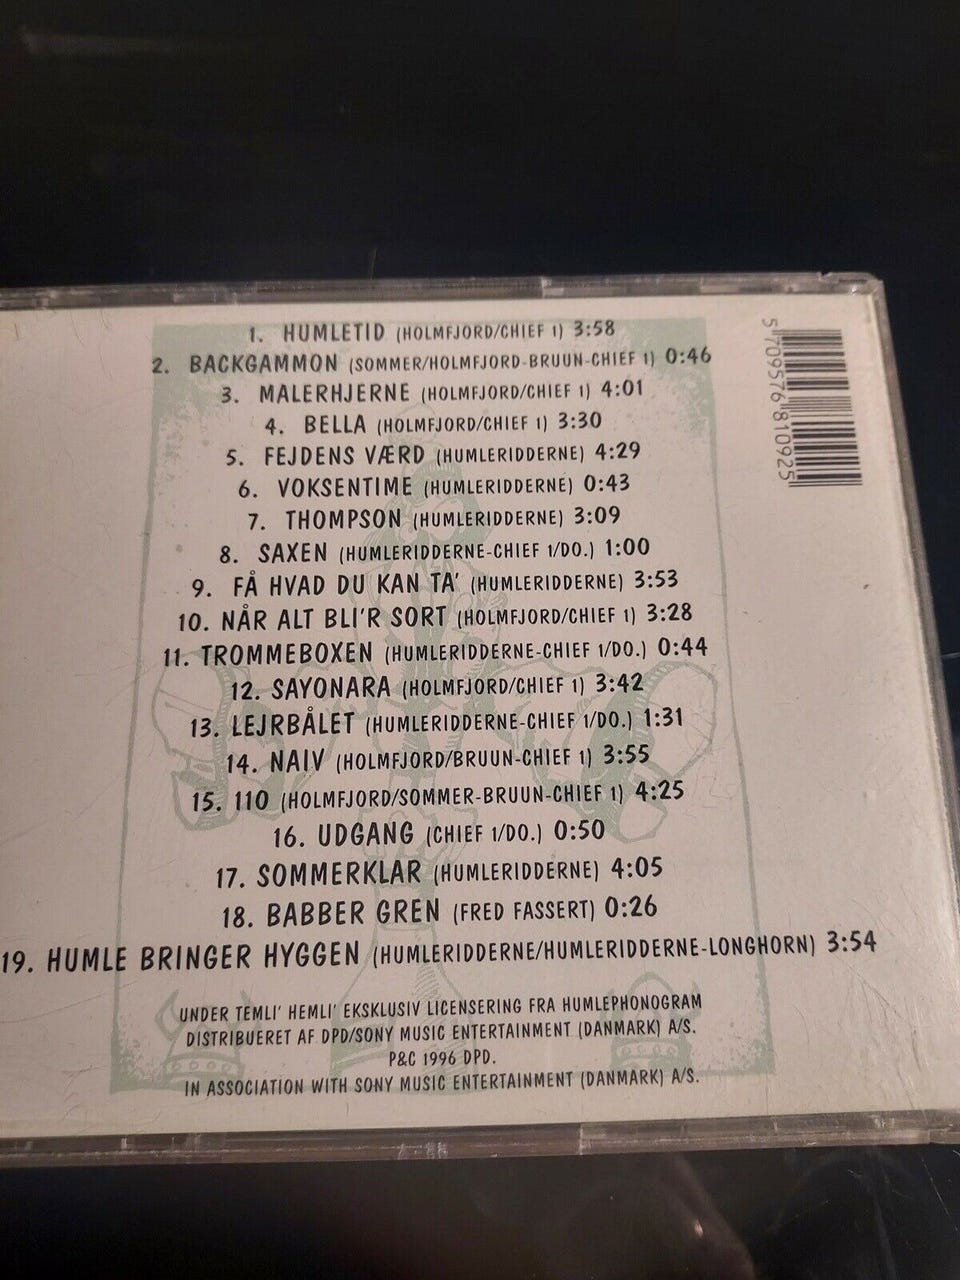 1. HUMLETID (HOLMFJORD/CHIEF 1) 3:58
2. BACKGAMMON (SOMMER/HOLMFJORD-BRUUN-CHIEF 1) 0:46
3. MALERHJERNE (HOLMFJORD/CHIEF 1) 4:01
4. BELLA (HOLMFJORD/CHIEF 1) 3:30
5. FEJDENS VÆRD (HUMLERIDDERNE) 4:29
6. VOKSENTIME (HUMLERIDDERNE) 0:43
7. THOMPSON (HUMLERIDDERNE) 3:09
8. SAXEN (HUMLERIDDERNE-CHIEF 1/DO.) 1:00
9. FÅ HVAD DU KAN TA' (HUMLERIDDERNE) 3:53
10. NÅR ALT BLI'R SORT (HOLMFJORD/CHIEF 1) 3:28
11. TROMMEBOXEN (HUMLERIDDERNE-CHIEF 1/DO.) 0:44
12. SAYONARA (HOLMFJORD/CHIEF 1) 3:42
13. LEJRBÅLET (HUMLERIDDERNE-CHIEF 1/DO.) 1:31
14. NAIV (HOLMFJORD/BRUUN-CHIEF 1) 3:55
15. 110 (HOLMFJORD/SOMMER-BRUUN-CHIEF 1) 4:25
16. UDGANG (CHIEF 1/DO.) 0:50
17. SOMMERKLAR (HUMLERIDDERNE) 4:05
18. BABBER GREN (FRED FASSERT) 0:26
19. HUMLE BRINGER HYGGEN (HUMLERIDDERNE/HUMLERIDDERNE-LONGHORN) 3:54
UNDER TEMLI' HEMLI' EKSKLUSIV LICENSERING FRA HUMLEPHONOGRAM
DISTRIBUERET AF DPD/SONY MUSIC ENTERTAINMENT (DANMARK) A/S.
P&C 1996 DPD.
IN ASSOCIATION WITH SONY MUSIC ENTERTAINMENT (DANMARK) A/S.
5 709576 810925